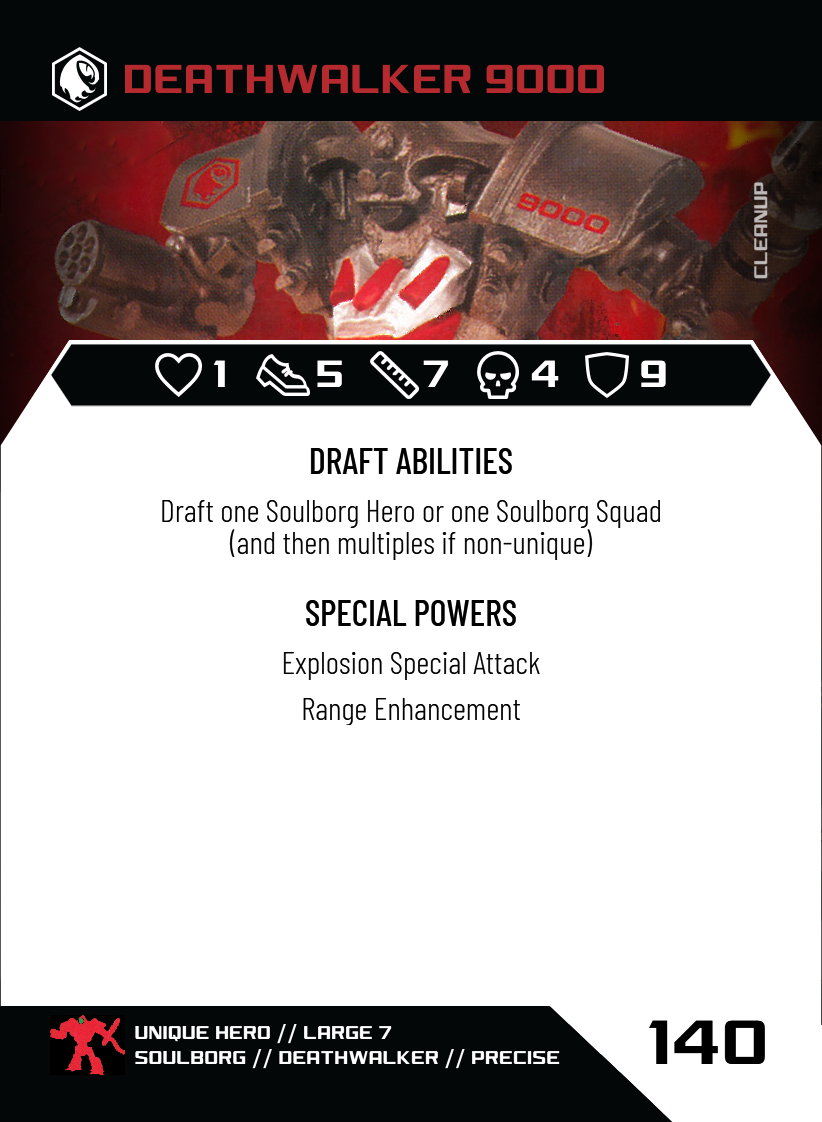 DEATHWALKER 9000
9000
CLEANUP
1 5 7 4 9
DRAFT ABILITIES
Draft one Soulborg Hero or one Soulborg Squad
(and then multiples if non-unique)
SPECIAL POWERS
Explosion Special Attack
Range Enhancement
UNIQUE HERO // LARGE 7
SOULBORG // DEATHWALKER // PRECISE
140